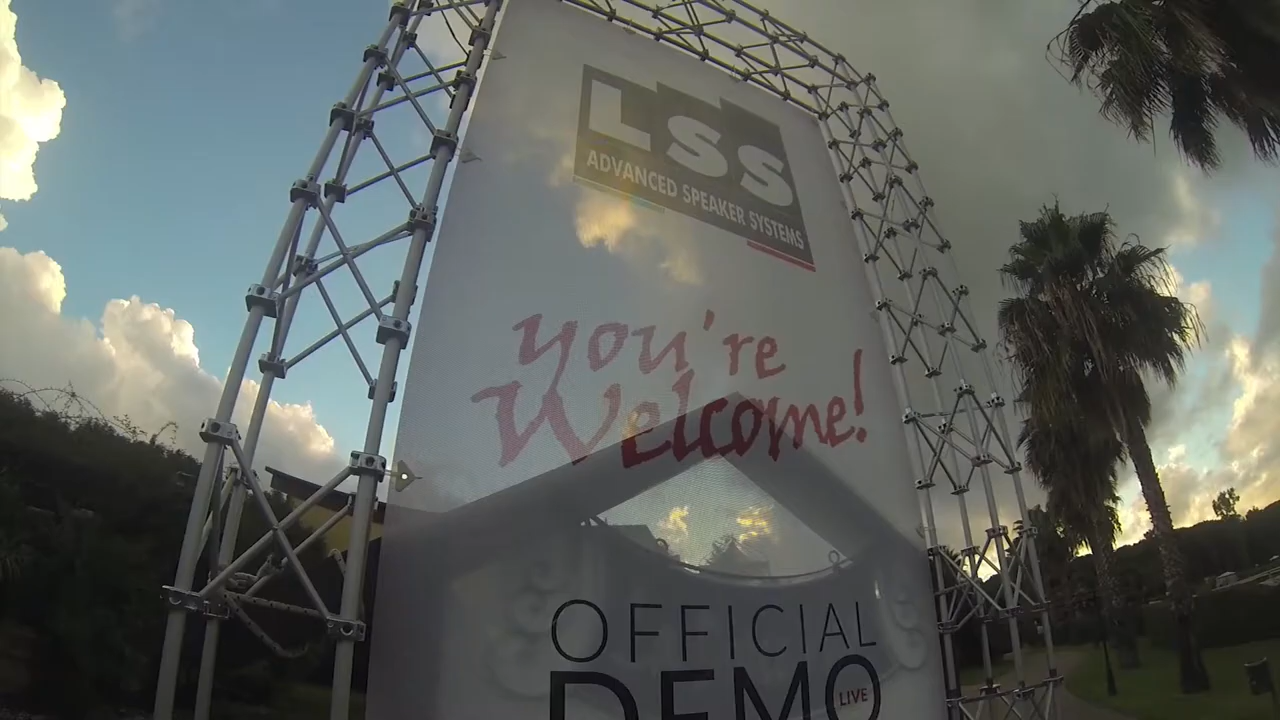 LSS
ADVANCED SPEAKER SYSTEMS
you're
Welcome!
OFFICIAL
DEMO
LIVE